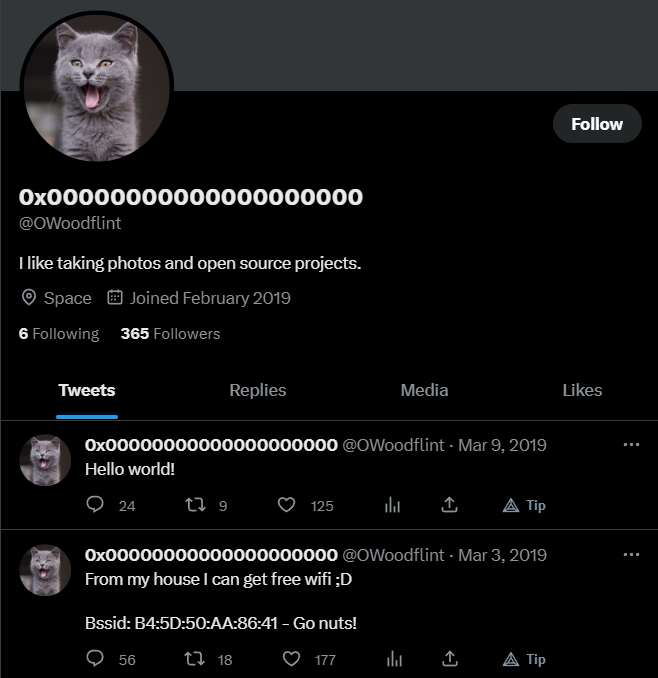 Follow
0x00000000000000000000
@OWoodflint
I like taking photos and open source projects.
Space Joined February 2019
6 Following 365 Followers
Tweets Replies Media Likes
0x00000000000000000000 @OWoodflint · Mar 9, 2019
Hello world!
24 9 125 Tip
0x00000000000000000000 @OWoodflint · Mar 3, 2019
From my house I can get free wifi ;D
Bssid: B4:5D:50:AA:86:41 - Go nuts!
56 18 177 Tip